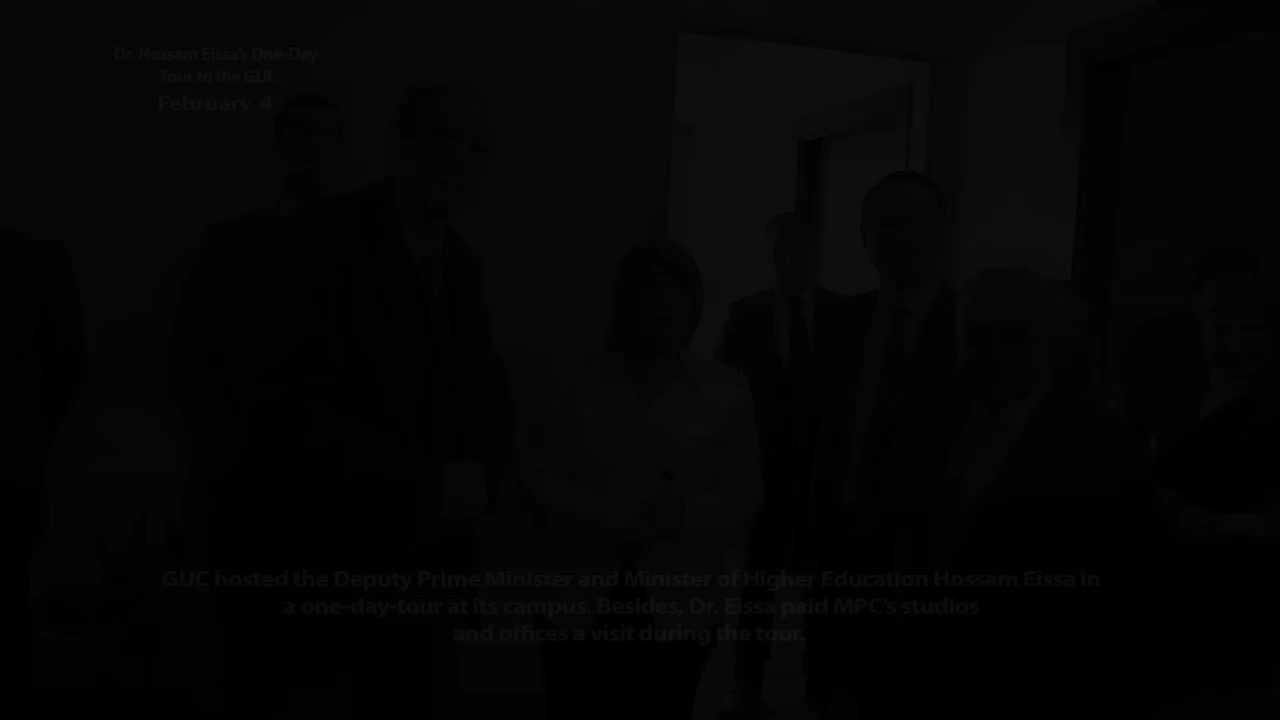 Dr. Hossam Eissa's One-Day
Tour to the GUC
February 4
GUC hosted the Deputy Prime Minister and Minister of Higher Education Hossam Eissa in
a one-day-tour at its campus. Besides, Dr. Eissa paid MPC's studios
and offices a visit during the tour.